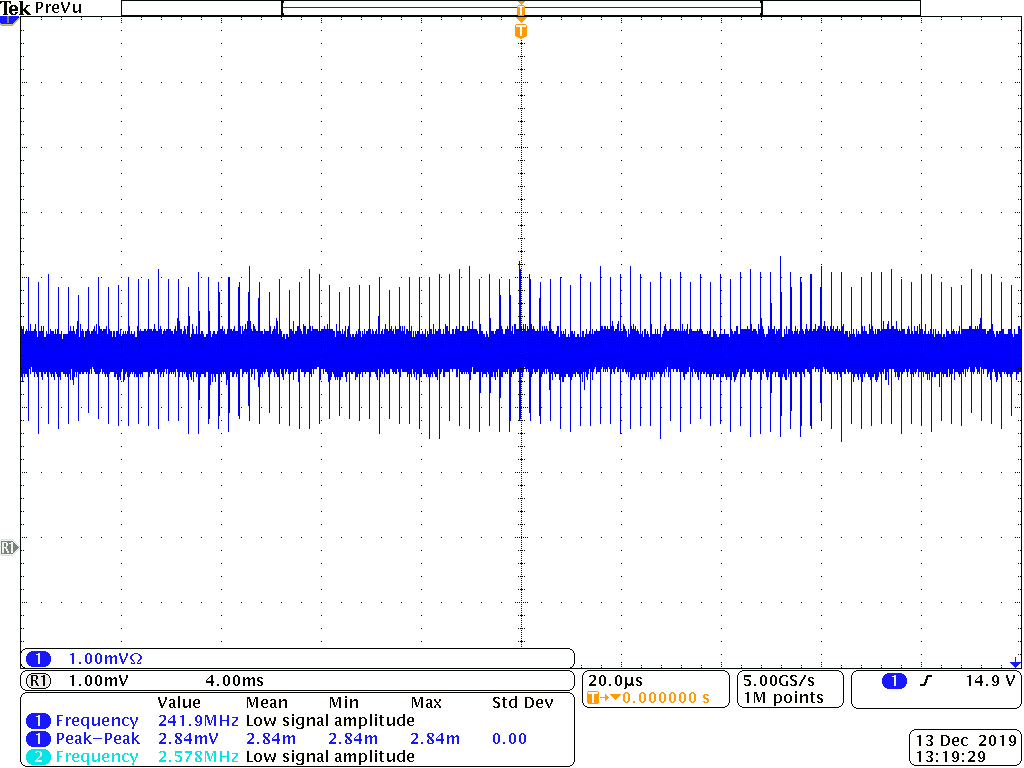 Tek PreVu
T
T
R1
1 1.00mVΩ
R1 1.00mV 4.00ms
20.0µs
T→▼0.000000 s
5.00GS/s
1M points
1 14.9 V
Value Mean Min Max Std Dev
1 Frequency 241.9MHz Low signal amplitude
1 Peak-Peak 2.84mV 2.84m 2.84m 2.84m 0.00
2 Frequency 2.578MHz Low signal amplitude
13 Dec 2019
13:19:29